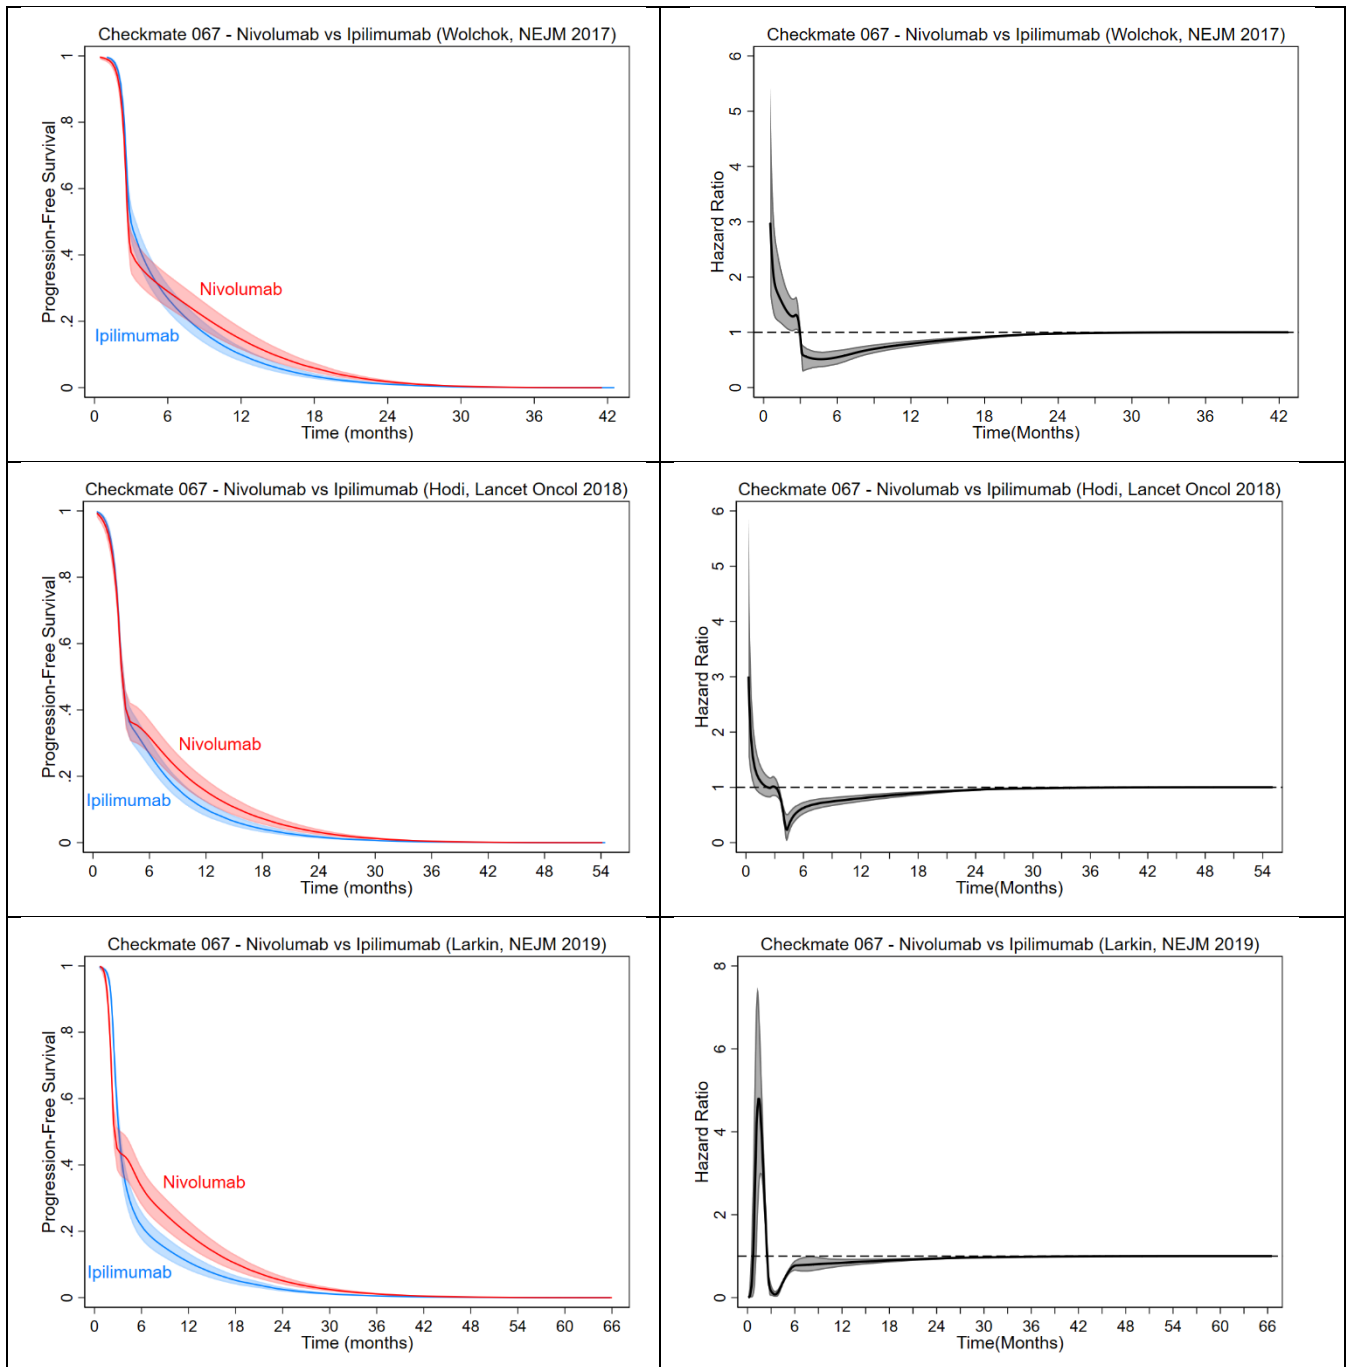 Checkmate 067 - Nivolumab vs Ipilimumab (Wolchok, NEJM 2017)
Progression-Free Survival
1
.8
.6
.4
.2
0
Nivolumab
Ipilimumab
0 6 12 18 24 30 36 42
Time (months)
Checkmate 067 - Nivolumab vs Ipilimumab (Wolchok, NEJM 2017)
Hazard Ratio
6
5
4
3
2
1
0
0 6 12 18 24 30 36 42
Time(Months)
Checkmate 067 - Nivolumab vs Ipilimumab (Hodi, Lancet Oncol 2018)
Progression-Free Survival
1
.8
.6
.4
.2
0
Nivolumab
Ipilimumab
0 6 12 18 24 30 36 42 48 54
Time (months)
Checkmate 067 - Nivolumab vs Ipilimumab (Hodi, Lancet Oncol 2018)
Hazard Ratio
6
5
4
3
2
1
0
0 6 12 18 24 30 36 42 48 54
Time(Months)
Checkmate 067 - Nivolumab vs Ipilimumab (Larkin, NEJM 2019)
Progression-Free Survival
1
.8
.6
.4
.2
0
Nivolumab
Ipilimumab
0 6 12 18 24 30 36 42 48 54 60 66
Time (months)
Checkmate 067 - Nivolumab vs Ipilimumab (Larkin, NEJM 2019)
Hazard Ratio
8
6
4
2
0
0 6 12 18 24 30 36 42 48 54 60 66
Time(Months)